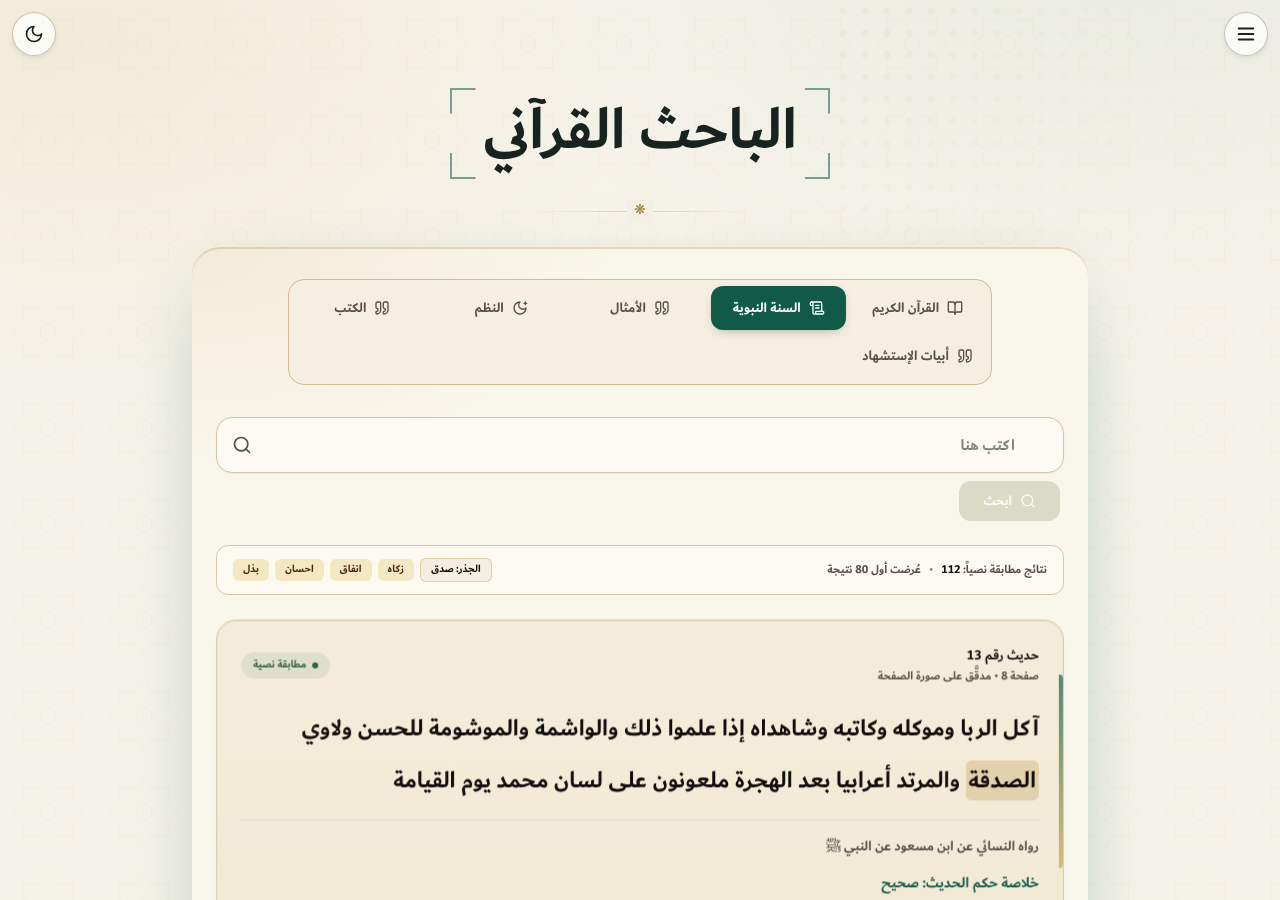 الباحث القرآني
القرآن الكريم
السنة النبوية
الأمثال
النظم
الكتب
أبيات الإستشهاد
اكتب هنا
ابحث
نتائج مطابقة نصياً: 112 • عُرضت أول 80 نتيجة
الجذر: صدق
زكاه
انفاق
احسان
بذل
حديث رقم 13
صفحة 8 • مدقَّق على صورة الصفحة
مطابقة نصية
آكل الربا وموكله وكاتبه وشاهداه إذا علموا ذلك والواشمة والموشومة للحسن ولاوي
الصدقة والمرتد أعرابيا بعد الهجرة ملعونون على لسان محمد يوم القيامة
رواه النسائي عن ابن مسعود عن النبي ﷺ
خلاصة حكم الحديث: صحيح